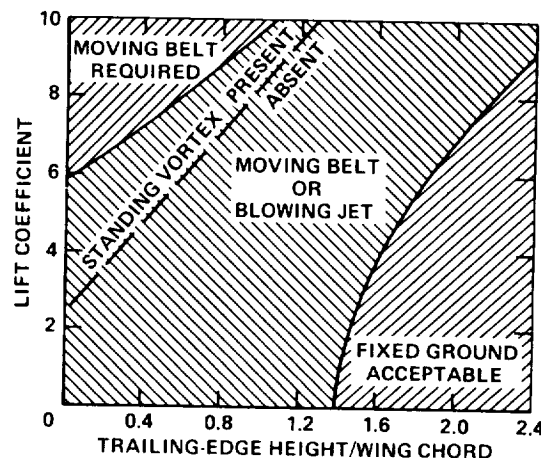 10
8
6
4
2
0
LIFT COEFFICIENT
MOVING BELT
REQUIRED
STANDING VORTEX PRESENT
ABSENT
MOVING BELT
OR
BLOWING JET
FIXED GROUND
ACCEPTABLE
0.4 0.8 1.2 1.6 2.0 2.4
TRAILING-EDGE HEIGHT/WING CHORD